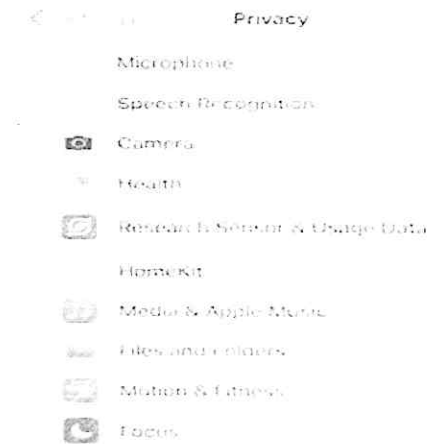 Privacy
Microphone
Speech Recognition
Camera
Health
Research Sensor & Usage Data
HomeKit
Media & Apple Music
Files and Folders
Motion & Fitness
Focus